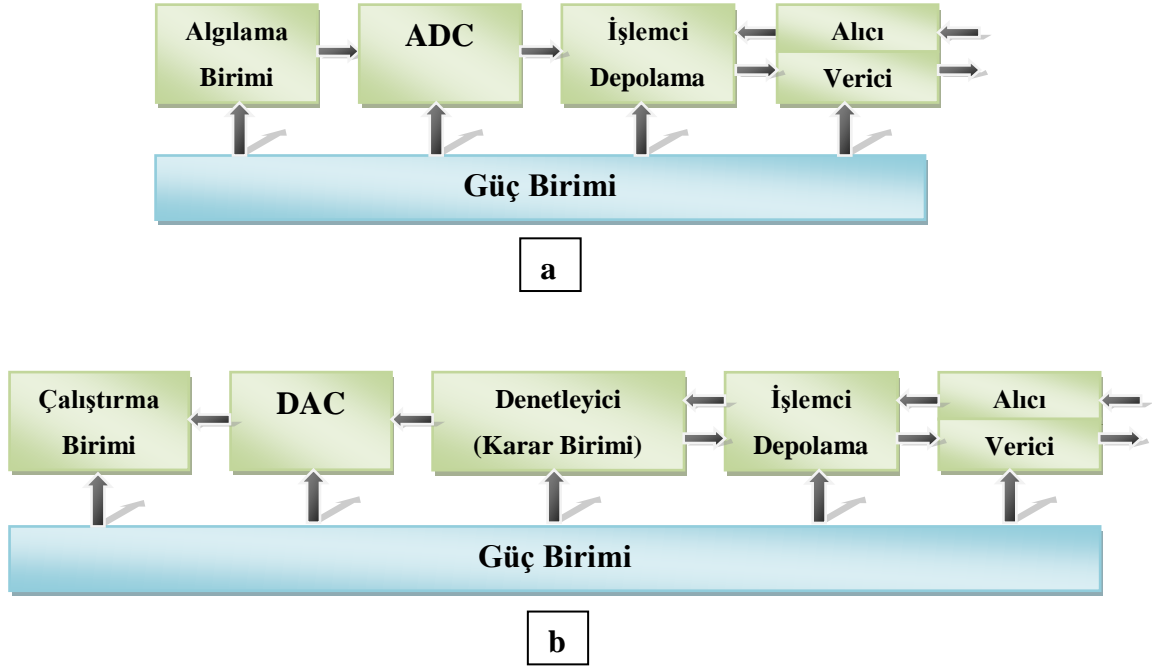 Algılama
Birimi
ADC
İşlemci
Depolama
Alıcı
Verici
Güç Birimi
a
Çalıştırma
Birimi
DAC
Denetleyici
(Karar Birimi)
İşlemci
Depolama
Alıcı
Verici
Güç Birimi
b